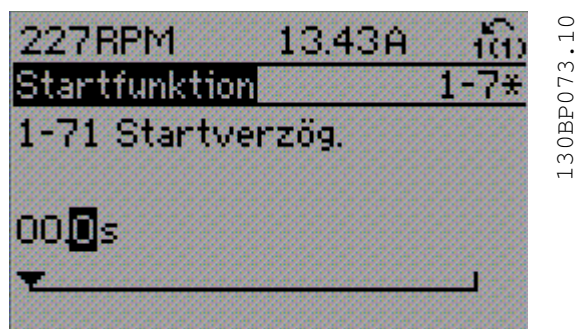 227RPM 13.43A 1(1)
Startfunktion 1-7*
1-71 Startverzög.
00.0s
130BP073.10